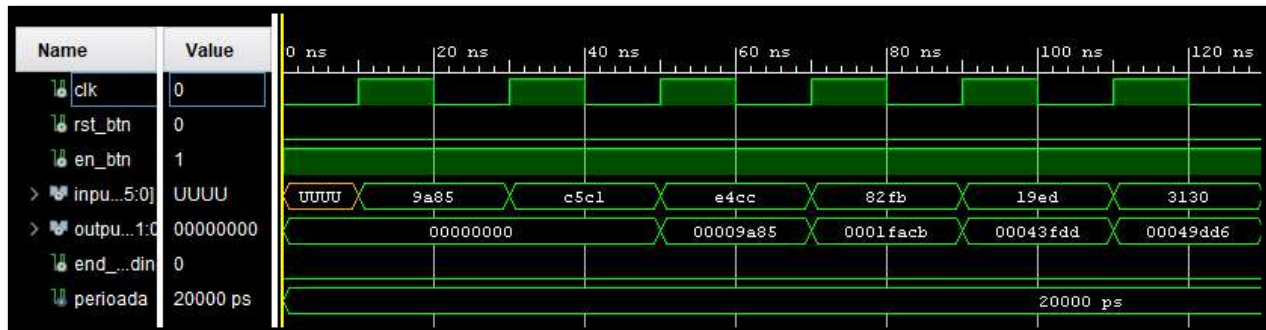 Name Value 0 ns 20 ns 40 ns 60 ns 80 ns 100 ns 120 ns
clk 0
rst_btn 0
en_btn 1
inpu...5:0] UUUU UUUU 9a85 c5c1 e4cc 82fb 19ed 3130
outpu...1:0 00000000 00000000 00009a85 0001facb 00043fdd 00049dd6
end_...din 0
perioada 20000 ps 20000 ps